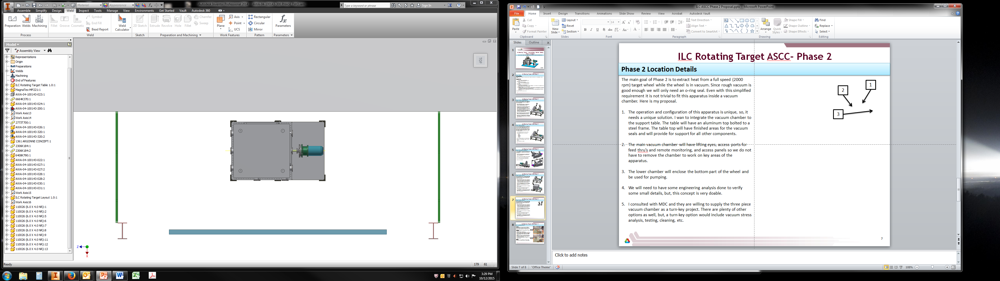 Autodesk Inventor Professional 2014 AWA-04-100143-300 PHASE TWO.iam
Type a keyword or phrase
Sign In
Material
Appearance
PRO
Assemble Simplify Design Weld Inspect Tools Manage View Environments Get Started Vault Autodesk 360
Preparation Welds Machining
Process
Fillet Groove Cosmetic
Symbol
End Fill
Bead Report
Weld Calculator
Weld
2D Sketch
Sketch
Extrude Revolve Hole Fillet
Chamfer
Sweep
Preparation and Machining
Plane
Axis
Point
UCS
Work Features
Rectangular
Circular
Mirror
Pattern
Parameters
Parameters
Model
Assembly View
Representations
Origin
Preparations
Welds
Machining
End of Features
ILC Rotating Target Table 1.0:1
MagnaTex-MP221:1
AWA-04-100143-023:1
6664K370:1
AWA-04-100143-024:1
AWA-04-100143-200:1
Work Axis13
Work Axis14
2773T700:1
AWA-04-100143-026:1
AWA-04-100143-320:1
AWA-04-100143-320:2
1361 ARGONNE CONCEPT:1
2306K184:1
2306K184:2
6408K790:1
AWA-04-100143-022:1
AWA-04-100143-027:1
AWA-04-100143-027:2
AWA-04-100143-028:1
AWA-04-100143-028:2
AWA-04-100143-030:1
AWA-04-100143-031:1
Work Axis15
ILC Rotating Target Layout 1.0:1
Work Axis16
110026 (6.0 X 4.0 NR):1
110026 (6.0 X 4.0 NR):2
110026 (6.0 X 4.0 NR):5
110026 (6.0 X 4.0 NR):6
110026 (6.0 X 4.0 NR):7
110026 (6.0 X 4.0 NR):8
110026 (6.0 X 4.0 NR):9
110026 (6.0 X 4.0 NR):11
110026 (6.0 X 4.0 NR):12
110026 (6.0 X 4.0 NR):13
TOP
Z
X
Ready
179 61
3:29 PM
10/12/2015
ILC ASCC Phase 2 Proposal.pptx - Microsoft PowerPoint
File Home Insert Design Transitions Animations Slide Show Review View Acrobat Autodesk Vault
Paste
Cut
Copy
Format Painter
Clipboard
New Slide
Layout
Reset
Section
Slides
14
Font
Paragraph
Text Direction
Align Text
Convert to SmartArt
Arrange
Quick Styles
Shape Fill
Shape Outline
Shape Effects
Drawing
Find
Replace
Select
Editing
Slides Outline
1
2
3
4
5
6
7
8
ILC Rotating Target ASCC- Phase 2
Phase 2 Location Details
The main goal of Phase 2 is to extract heat from a full speed (2000
rpm) target wheel while the wheel is in vacuum. Since rough vacuum is
good enough we will only need an o-ring seal. Even with this simplified
requirement it is not trivial to fit this apparatus inside a vacuum
chamber. Here is my proposal.
1. The operation and configuration of this apparatus is unique, so, it
needs a unique solution. I wan to integrate the vacuum chamber to
the support table. The table will have an aluminum top bolted to a
steel frame. The table top will have finished areas for the vacuum
seals and will provide for support for all other components.
2. The main vacuum chamber will have lifting eyes, access ports for
feed thru's and remote monitoring, and access panels so we do not
have to remove the chamber to work on key areas of the
apparatus.
3. The lower chamber will enclose the bottom part of the wheel and
be used for pumping.
4. We will need to have some engineering analysis done to verify
some small details, but, this concept is very doable.
5. I consulted with MDC and they are willing to supply the three piece
vacuum chamber as a turn-key project. There are plenty of other
options as well, but, a turn-key option would include vacuum stress
analysis, testing, cleaning, etc.
1
2
3
7
Click to add notes
Slide 7 of 8 "Office Theme"
108%